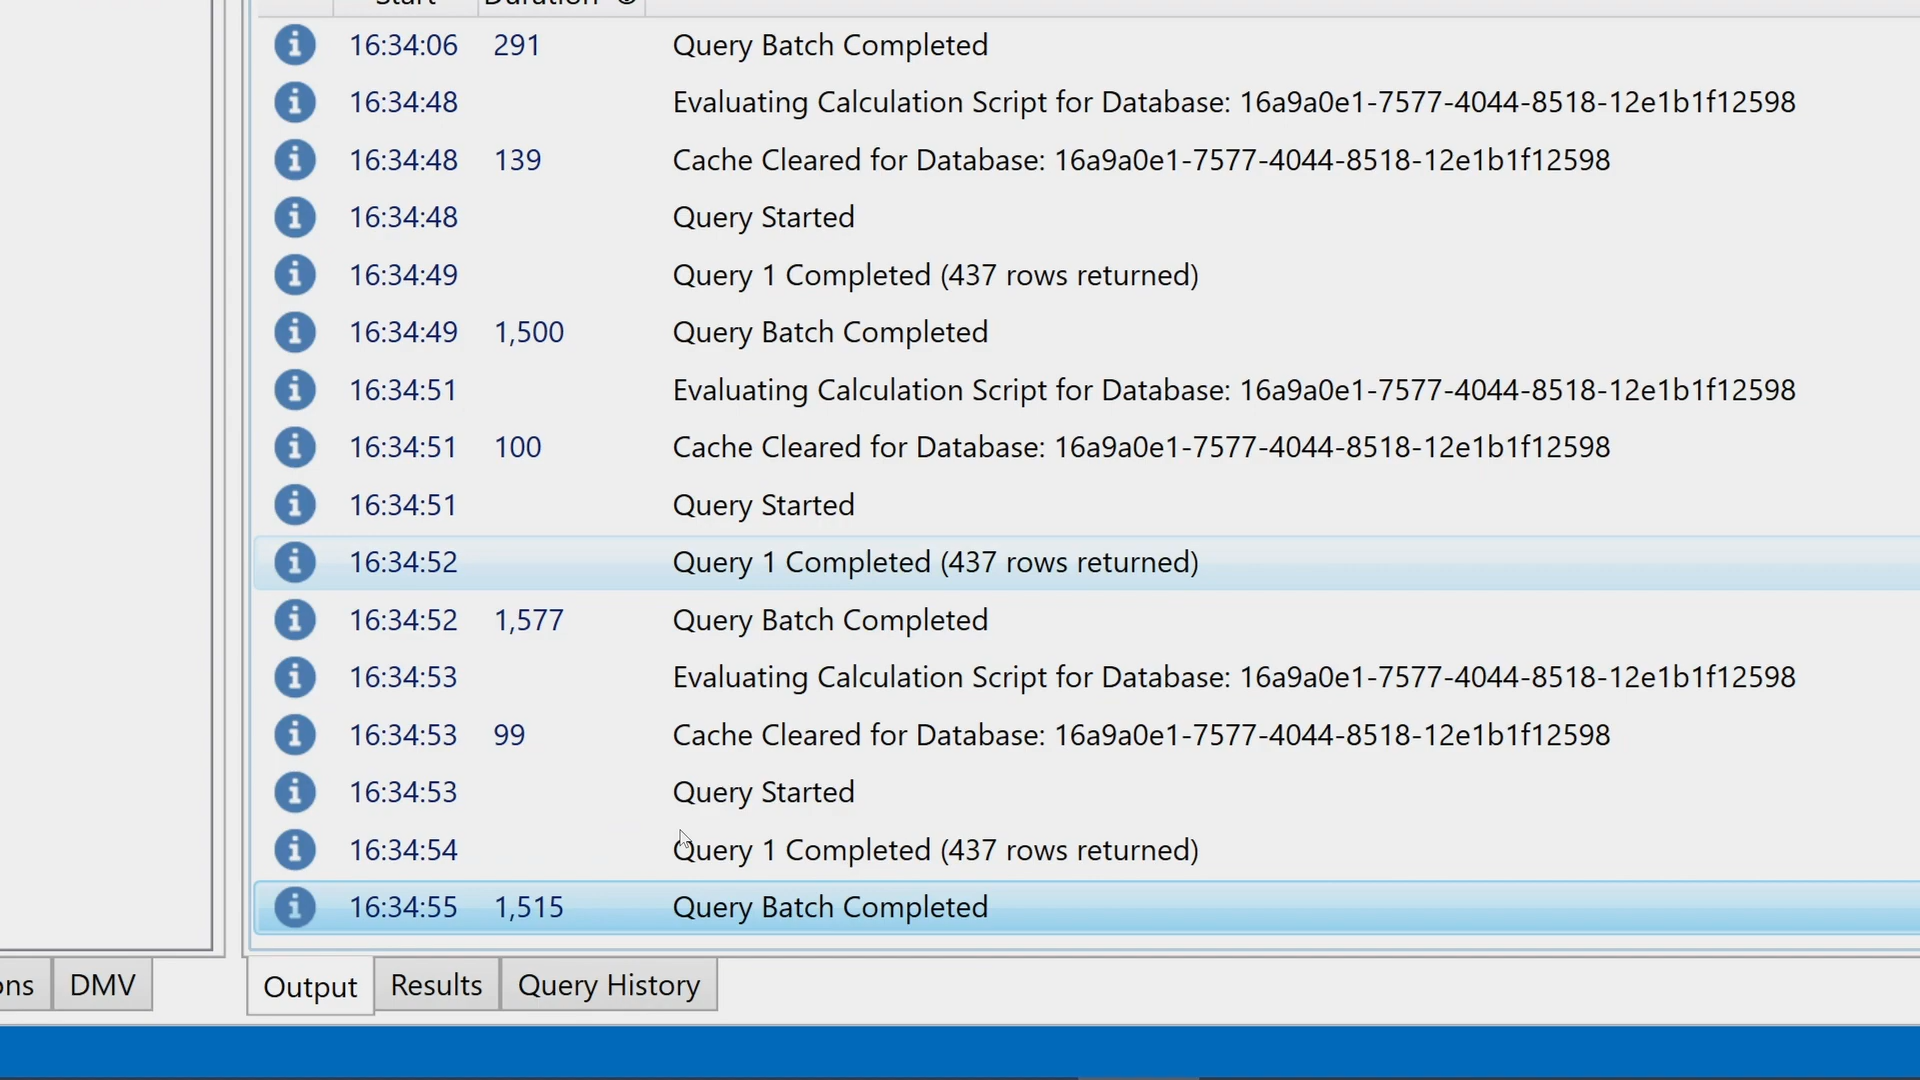 Start Duration
16:34:06 291 Query Batch Completed
16:34:48 Evaluating Calculation Script for Database: 16a9a0e1-7577-4044-8518-12e1b1f12598
16:34:48 139 Cache Cleared for Database: 16a9a0e1-7577-4044-8518-12e1b1f12598
16:34:48 Query Started
16:34:49 Query 1 Completed (437 rows returned)
16:34:49 1,500 Query Batch Completed
16:34:51 Evaluating Calculation Script for Database: 16a9a0e1-7577-4044-8518-12e1b1f12598
16:34:51 100 Cache Cleared for Database: 16a9a0e1-7577-4044-8518-12e1b1f12598
16:34:51 Query Started
16:34:52 Query 1 Completed (437 rows returned)
16:34:52 1,577 Query Batch Completed
16:34:53 Evaluating Calculation Script for Database: 16a9a0e1-7577-4044-8518-12e1b1f12598
16:34:53 99 Cache Cleared for Database: 16a9a0e1-7577-4044-8518-12e1b1f12598
16:34:53 Query Started
16:34:54 Query 1 Completed (437 rows returned)
16:34:55 1,515 Query Batch Completed
ons DMV Output Results Query History